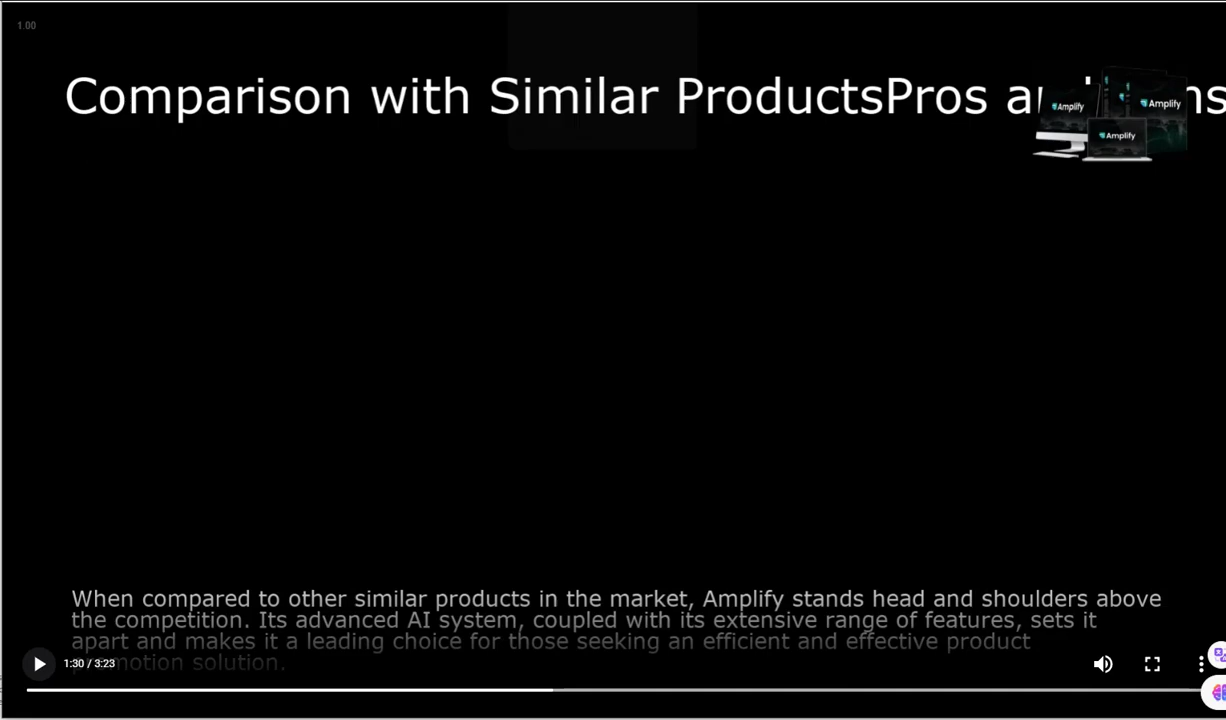 1.00
Comparison with Similar ProductsPros
Amplify
Amplify
Amplify
When compared to other similar products in the market, Amplify stands head and shoulders above
the competition. Its advanced AI system, coupled with its extensive range of features, sets it
apart and makes it a leading choice for those seeking an efficient and effective product
solution.
1:30 / 3:23